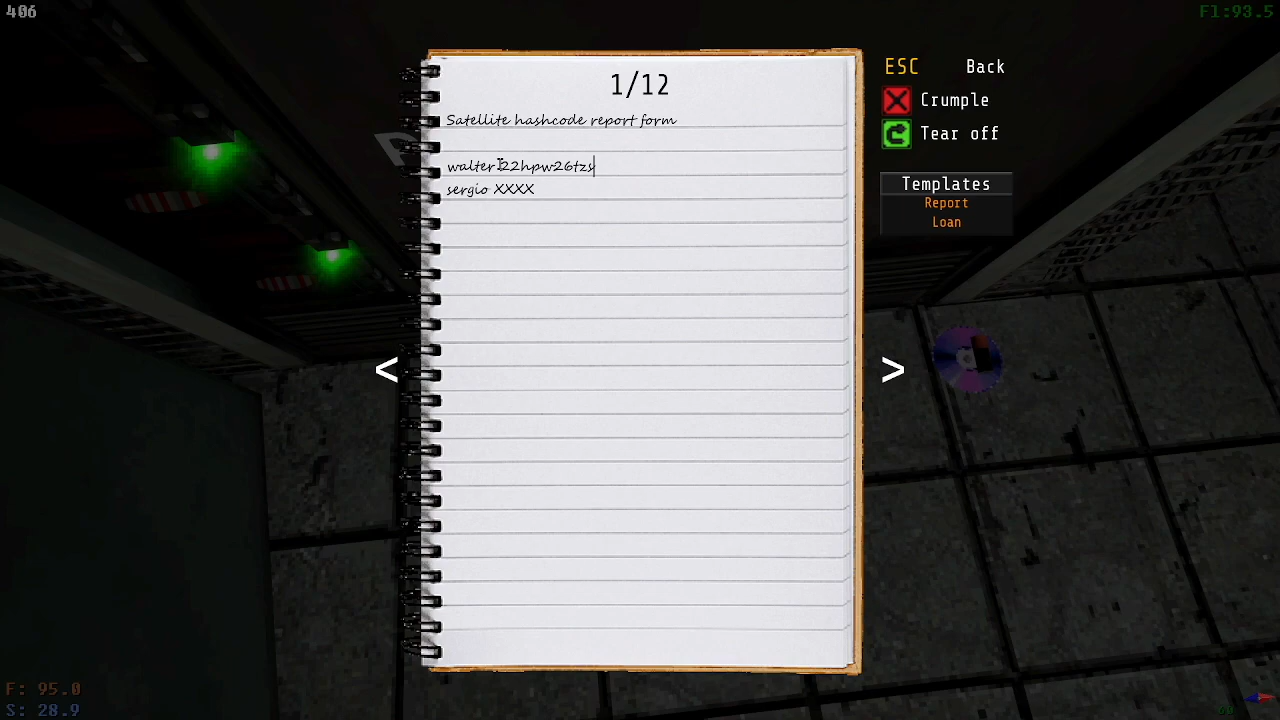 406
F1:93.5
1/12
ESC Back
Crumple
Tear off
Satellite hashcode report form
walter 22hpw26tzs
sergio XXXX
Templates
Report
Loan
<
>
F: 95.0
S: 28.9